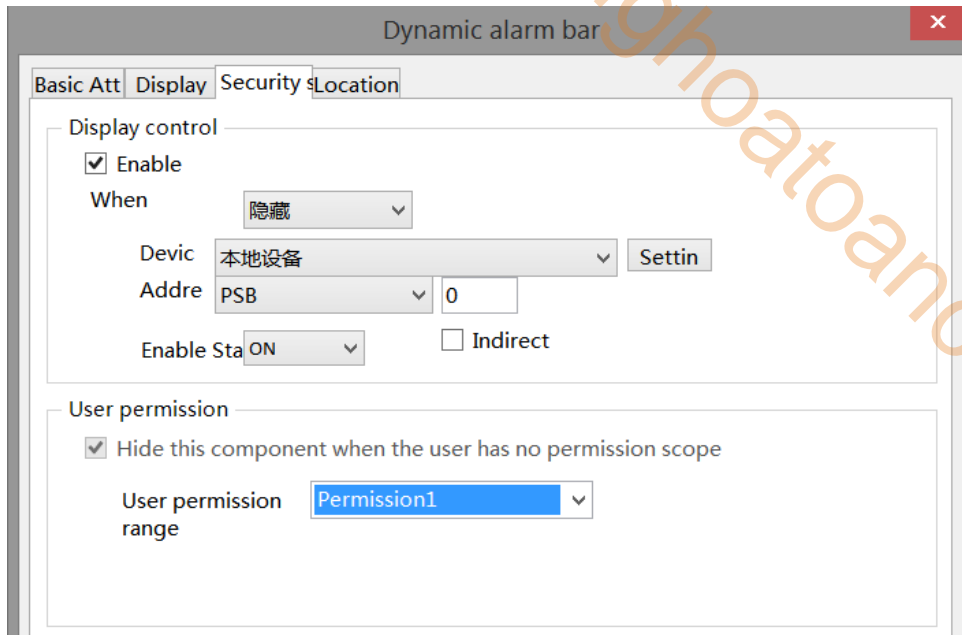 Dynamic alarm bar
Basic Att Display Security s Location
Display control
Enable
When 隐藏
Devic 本地设备 Settin
Addre PSB 0
Enable Sta ON Indirect
User permission
Hide this component when the user has no permission scope
User permission Permission1
range
ghoatoano